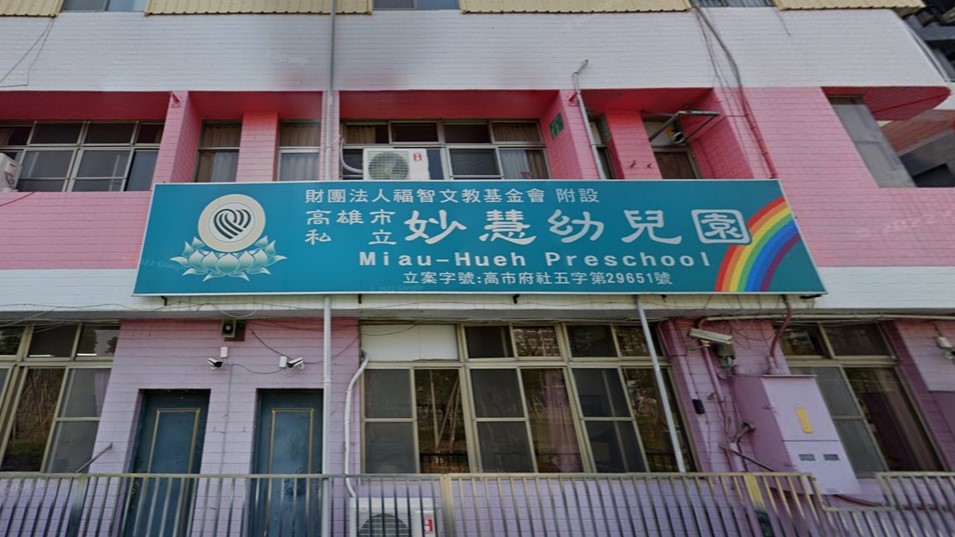 財團法人福智文教基金會 附設
高雄市
私立
妙慧幼兒園
Miau-Hueh Preschool
立案字號:高市府社五字第29651號